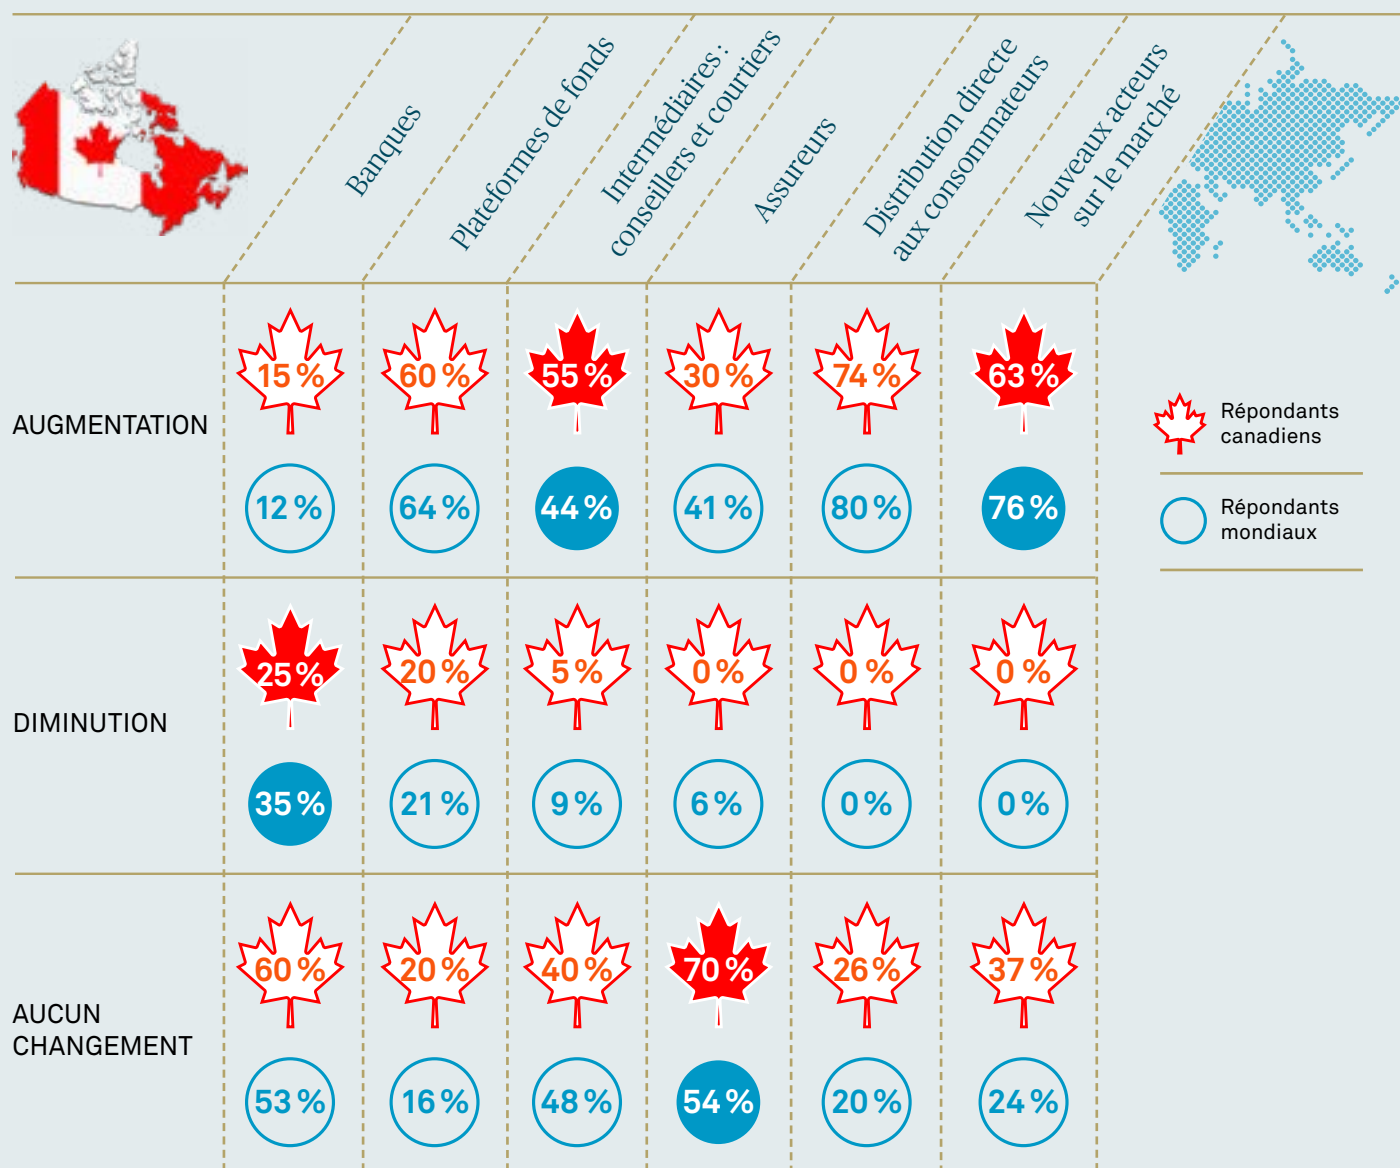 Banques
Plateformes de fonds
Intermédiaires :
conseillers et courtiers
Assureurs
Distribution directe
aux consommateurs
Nouveaux acteurs
sur le marché
AUGMENTATION
15 %
60 %
55 %
30 %
74 %
63 %
12 %
64 %
44 %
41 %
80 %
76 %
Répondants
canadiens
Répondants
mondiaux
DIMINUTION
25 %
20 %
5 %
0 %
0 %
0 %
35 %
21 %
9 %
6 %
0 %
0 %
AUCUN
CHANGEMENT
60 %
20 %
40 %
70 %
26 %
37 %
53 %
16 %
48 %
54 %
20 %
24 %